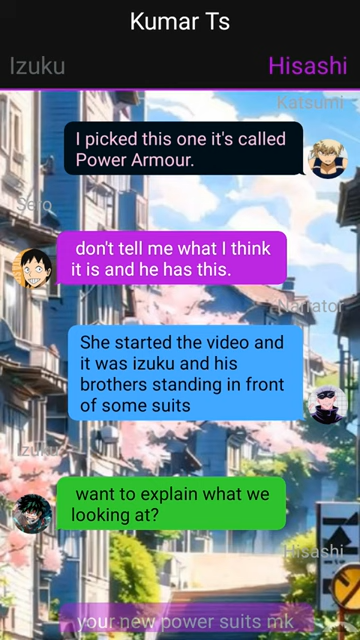 Kumar Ts
Izuku
Hisashi
Katsumi
I picked this one it's called
Power Armour.
Sero
don't tell me what I think
it is and he has this.
Narrator
She started the video and
it was izuku and his
brothers standing in front
of some suits
Izuku
want to explain what we
looking at?
Hisashi
your new power suits mk